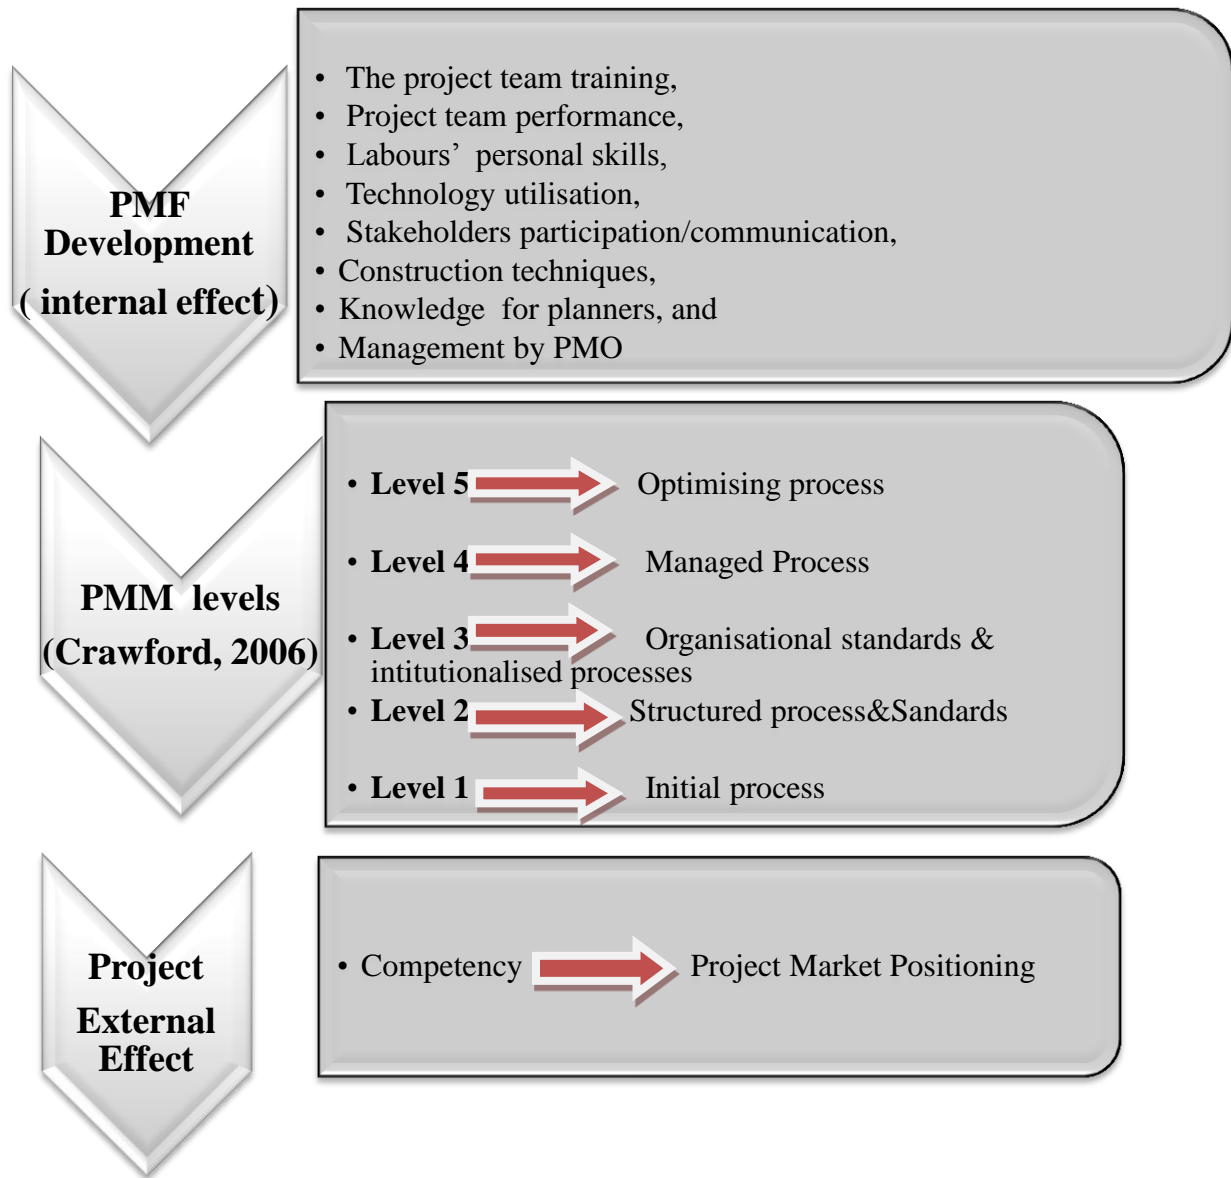 PMF
Development
( internal effect)
• The project team training,
• Project team performance,
• Labours’ personal skills,
• Technology utilisation,
• Stakeholders participation/communication,
• Construction techniques,
• Knowledge for planners, and
• Management by PMO
PMM levels
(Crawford, 2006)
• Level 5 Optimising process
• Level 4 Managed Process
• Level 3 Organisational standards &
intitutionalised processes
• Level 2 Structured process&Sandards
• Level 1 Initial process
Project
External
Effect
• Competency Project Market Positioning